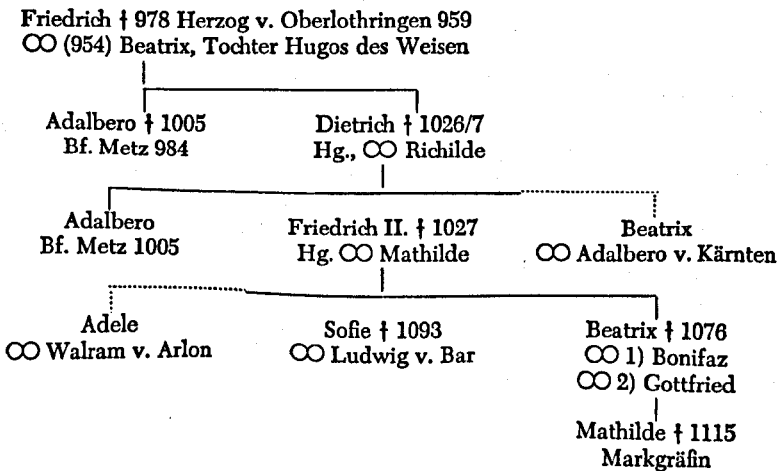 Friedrich † 978 Herzog v. Oberlothringen 959
∞ (954) Beatrix, Tochter Hugos des Weisen
Adalbero † 1005
Bf. Metz 984
Dietrich † 1026/7
Hg., ∞ Richilde
Adalbero
Bf. Metz 1005
Friedrich II. † 1027
Hg. ∞ Mathilde
Beatrix
∞ Adalbero v. Kärnten
Adele
∞ Walram v. Arlon
Sofie † 1093
∞ Ludwig v. Bar
Beatrix † 1076
∞ 1) Bonifaz
∞ 2) Gottfried
Mathilde † 1115
Markgräfin